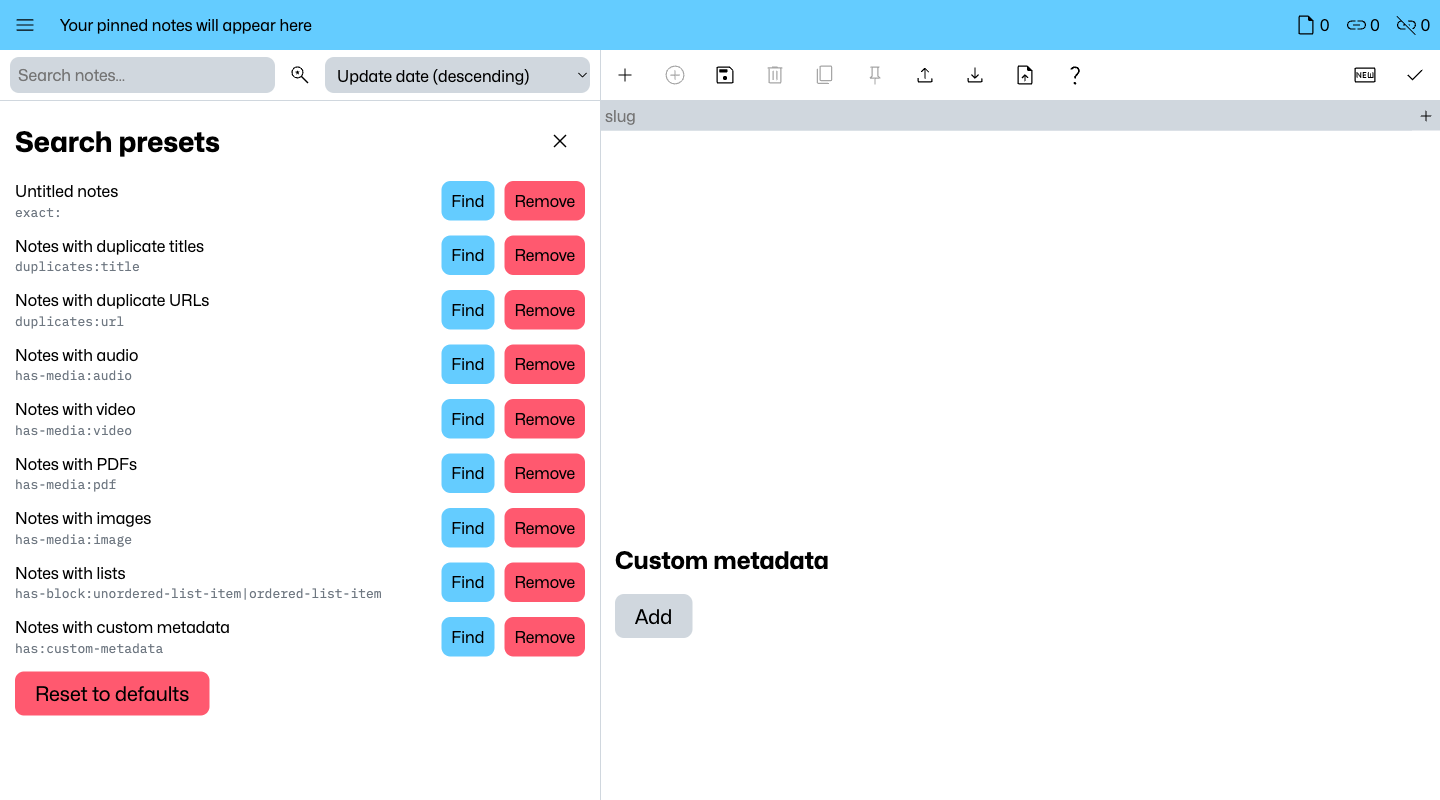 Your pinned notes will appear here
0
0
0
Search notes...
Update date (descending)
NEW
slug
Search presets
Untitled notes
exact:
Find
Remove
Notes with duplicate titles
duplicates:title
Find
Remove
Notes with duplicate URLs
duplicates:url
Find
Remove
Notes with audio
has-media:audio
Find
Remove
Notes with video
has-media:video
Find
Remove
Notes with PDFs
has-media:pdf
Find
Remove
Notes with images
has-media:image
Find
Remove
Notes with lists
has-block:unordered-list-item|ordered-list-item
Find
Remove
Notes with custom metadata
has:custom-metadata
Find
Remove
Reset to defaults
Custom metadata
Add